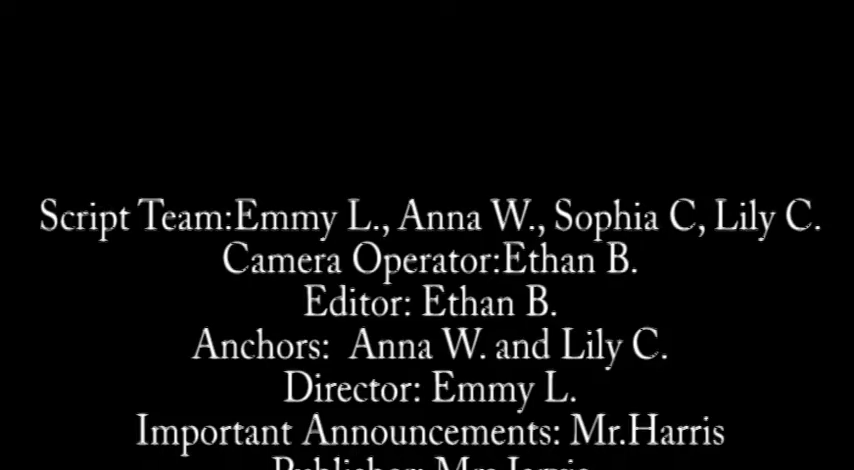 Script Team:Emmy L., Anna W., Sophia C, Lily C.
Camera Operator:Ethan B.
Editor: Ethan B.
Anchors:  Anna W. and Lily C.
Director: Emmy L.
Important Announcements: Mr.Harris